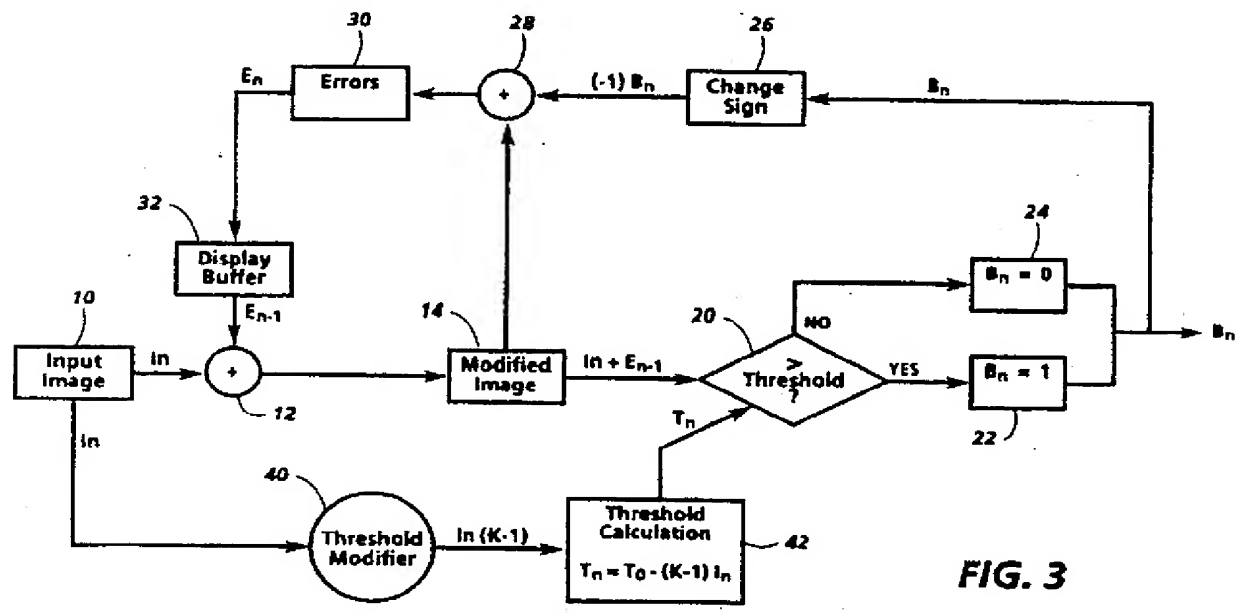 30
28
26
Eₙ
Errors
+
(-1) Bₙ
Change
Sign
Bₙ
32
Display
Buffer
24
Bₙ = 0
10
Eₙ₋₁
14
20
NO
Bₙ
Input
Image
In
+
Modified
Image
In + Eₙ₋₁
>
Threshold
?
YES
Bₙ = 1
12
Tₙ
22
In
40
Threshold
Modifier
In (K-1)
Threshold
Calculation
Tₙ = T₀ - (K-1) Iₙ
42
FIG. 3